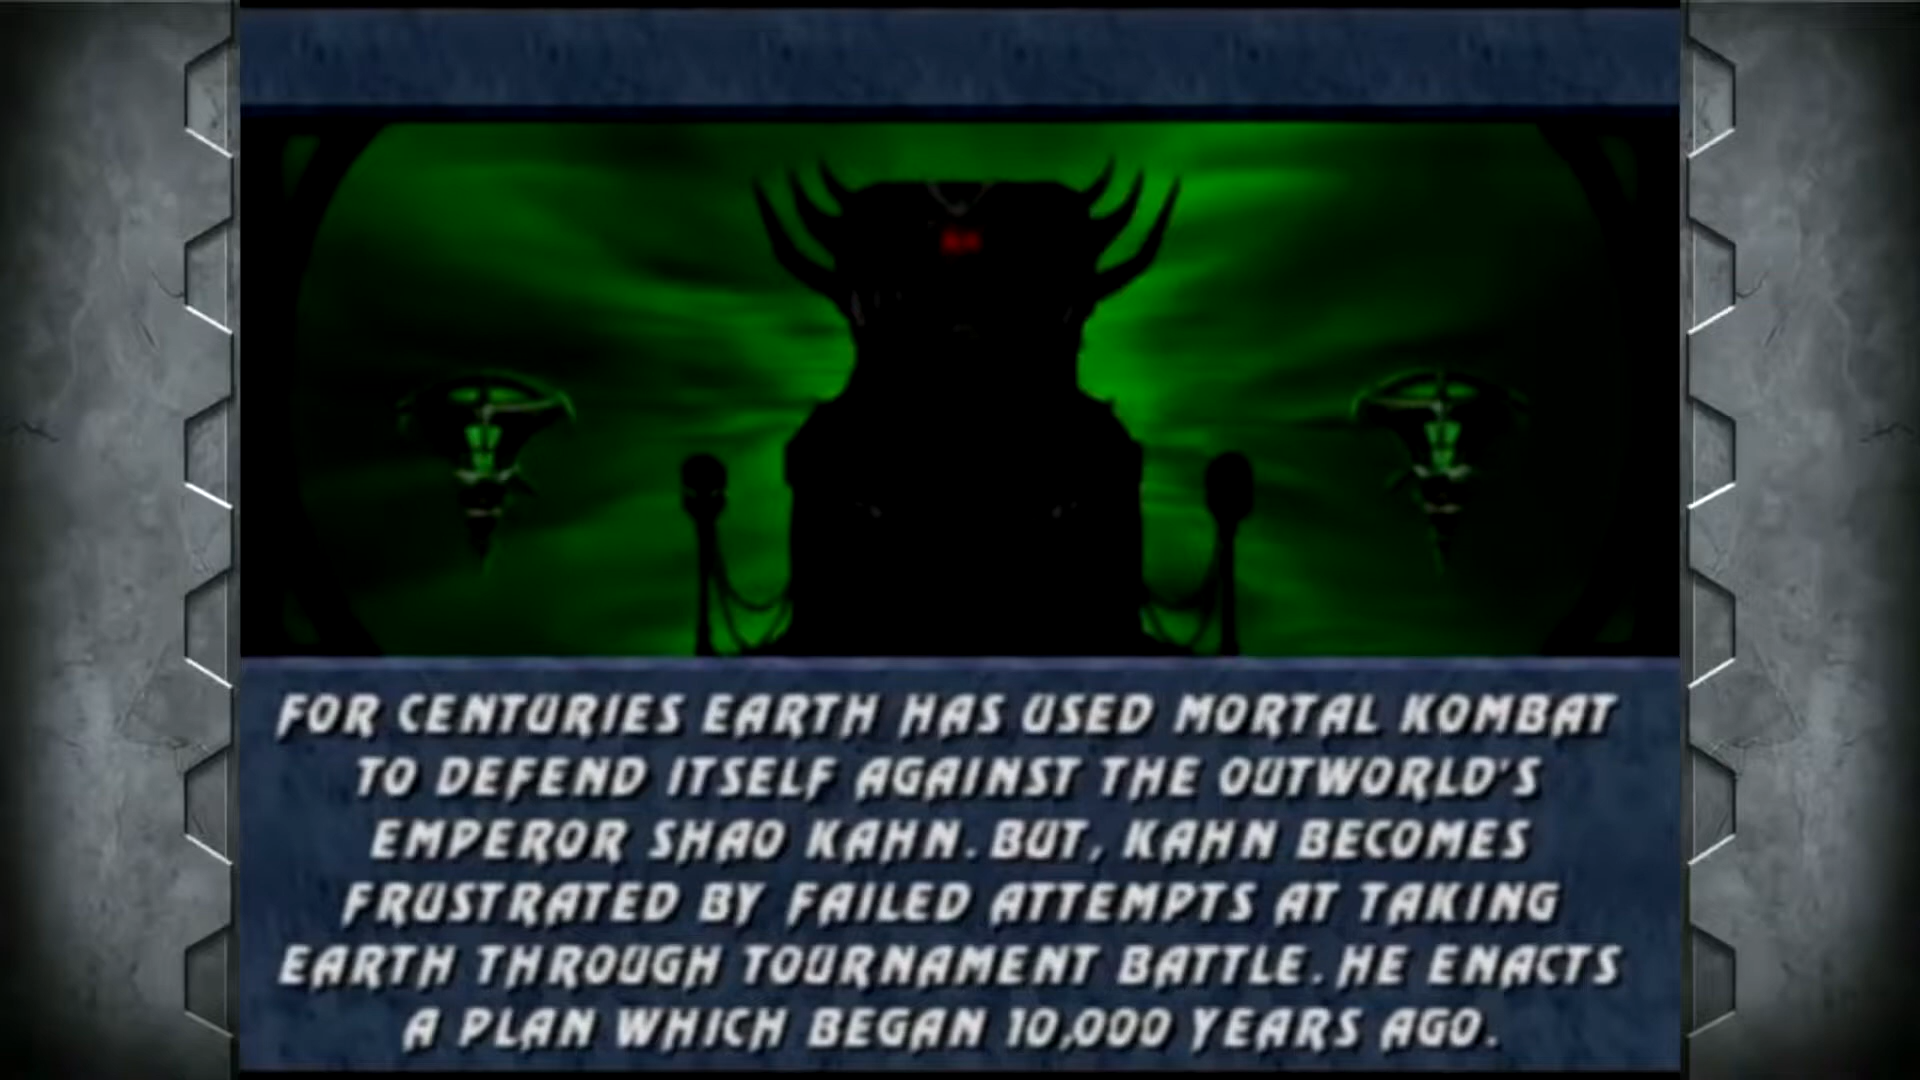 FOR CENTURIES EARTH HAS USED MORTAL KOMBAT
TO DEFEND ITSELF AGAINST THE OUTWORLD'S
EMPEROR SHAO KAHN. BUT, KAHN BECOMES
FRUSTRATED BY FAILED ATTEMPTS AT TAKING
EARTH THROUGH TOURNAMENT BATTLE. HE ENACTS
A PLAN WHICH BEGAN 10,000 YEARS AGO.